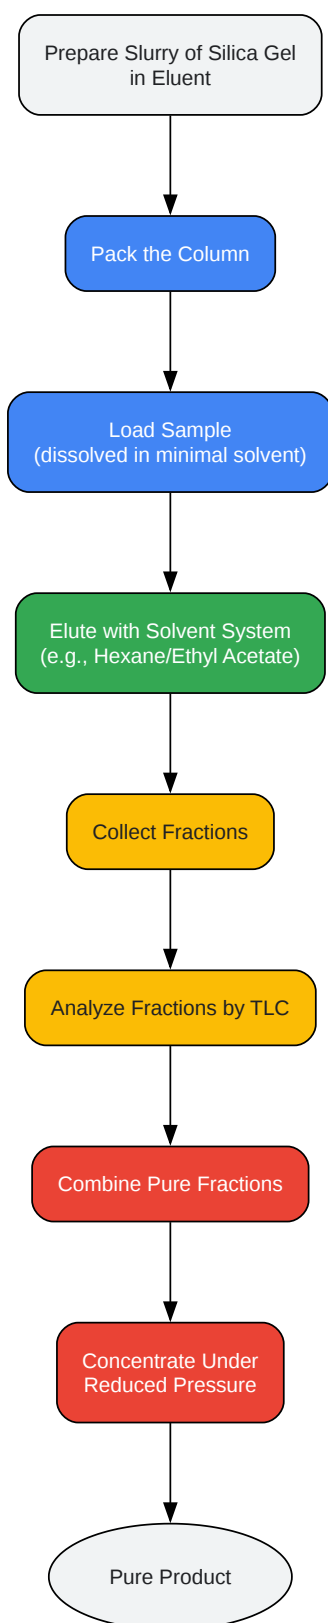 Prepare Slurry of Silica Gel
in Eluent
Pack the Column
Load Sample
(dissolved in minimal solvent)
Elute with Solvent System
(e.g., Hexane/Ethyl Acetate)
Collect Fractions
Analyze Fractions by TLC
Combine Pure Fractions
Concentrate Under
Reduced Pressure
Pure Product